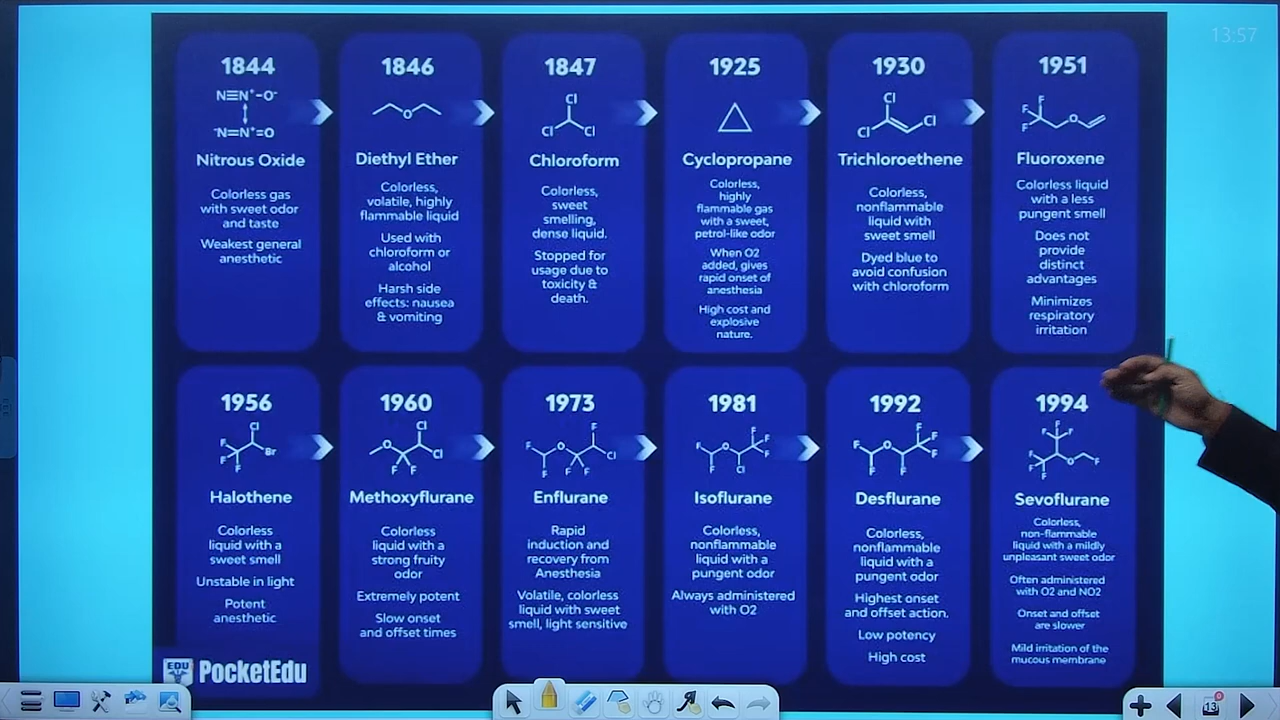 13:57
1844
N≡N⁺-O⁻
⁻N=N⁺=O
Nitrous Oxide
Colorless gas
with sweet odor
and taste
Weakest general
anesthetic
1846
O
Diethyl Ether
Colorless,
volatile, highly
flammable liquid
Used with
chloroform or
alcohol
Harsh side
effects: nausea
& vomiting
1847
Cl
Cl Cl
Chloroform
Colorless,
sweet
smelling,
dense liquid.
Stopped for
usage due to
toxicity &
death.
1925
Cyclopropane
Colorless,
highly
flammable gas
with a sweet,
petrol-like odor
When O2
added, gives
rapid onset of
anesthesia
High cost and
explosive
nature.
1930
Cl
Cl Cl
Trichloroethene
Colorless,
nonflammable
liquid with
sweet smell
Dyed blue to
avoid confusion
with chloroform
1951
F
F O
F
Fluoroxene
Colorless liquid
with a less
pungent smell
Does not
provide
distinct
advantages
Minimizes
respiratory
irritation
1956
Cl
F Br
F F
Halothene
Colorless
liquid with a
sweet smell
Unstable in light
Potent
anesthetic
1960
Cl
O Cl
F F
Methoxyflurane
Colorless
liquid with a
strong fruity
odor
Extremely potent
Slow onset
and offset times
1973
F
F O Cl
F F F
Enflurane
Rapid
induction and
recovery from
Anesthesia
Volatile, colorless
liquid with sweet
smell, light sensitive
1981
F
F O F
F
F Cl
Isoflurane
Colorless,
nonflammable
liquid with a
pungent odor
Always administered
with O2
1992
F
F O F
F
F F
Desflurane
Colorless,
nonflammable
liquid with a
pungent odor
Highest onset
and offset action.
Low potency
High cost
1994
F
F F
F O F
F F
Sevoflurane
Colorless,
non-flammable
liquid with a mildly
unpleasant sweet odor
Often administered
with O2 and NO2
Onset and offset
are slower
Mild irritation of the
mucous membrane
EDU PocketEdu
13